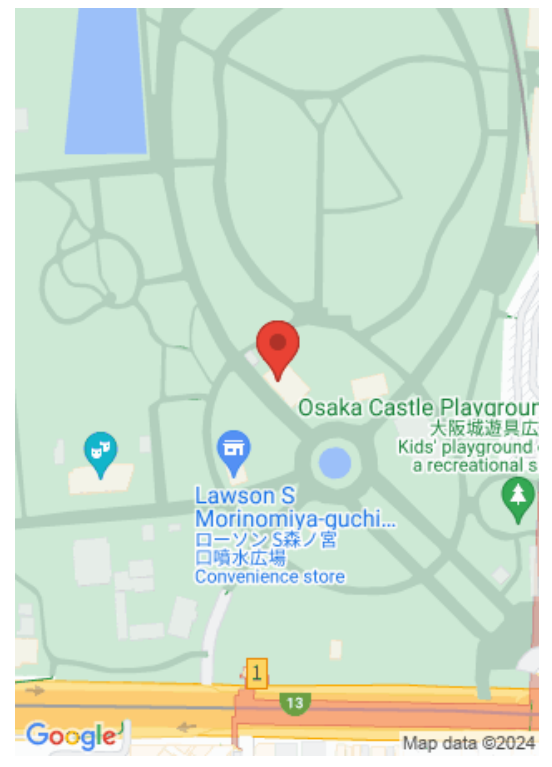 Osaka Castle Playgroun
大阪城遊具広
Kids' playground
a recreational s
Lawson S
Morinomiya-guchi...
ローソン S森ノ宮
口噴水広場
Convenience store
1
13
Google
Map data ©2024